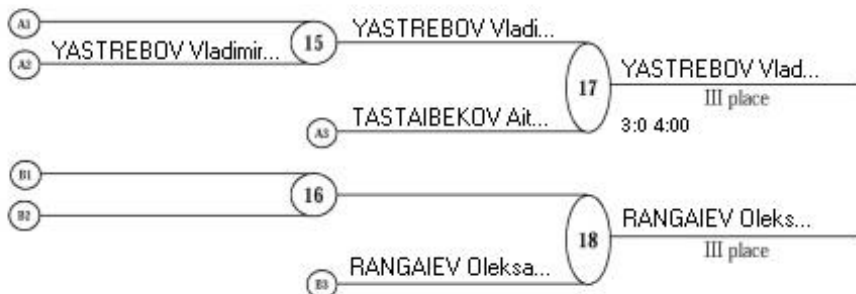 A1
YASTREBOV Vladi...
15
YASTREBOV Vladimir...
A2
YASTREBOV Vlad...
17
III place
TASTAIBEKOV Ait...
A3
3:0 4:00
B1
16
B2
RANGAIEV Oleks...
18
III place
RANGAIEV Oleksa...
B3